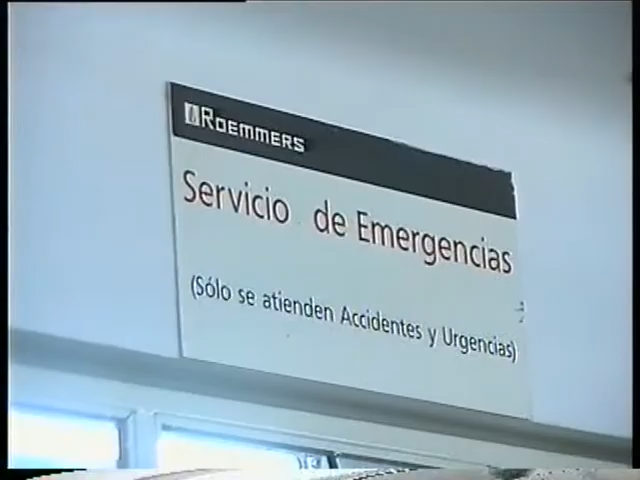 ROEMMERS
Servicio de Emergencias
(Sólo se atienden Accidentes y Urgencias)